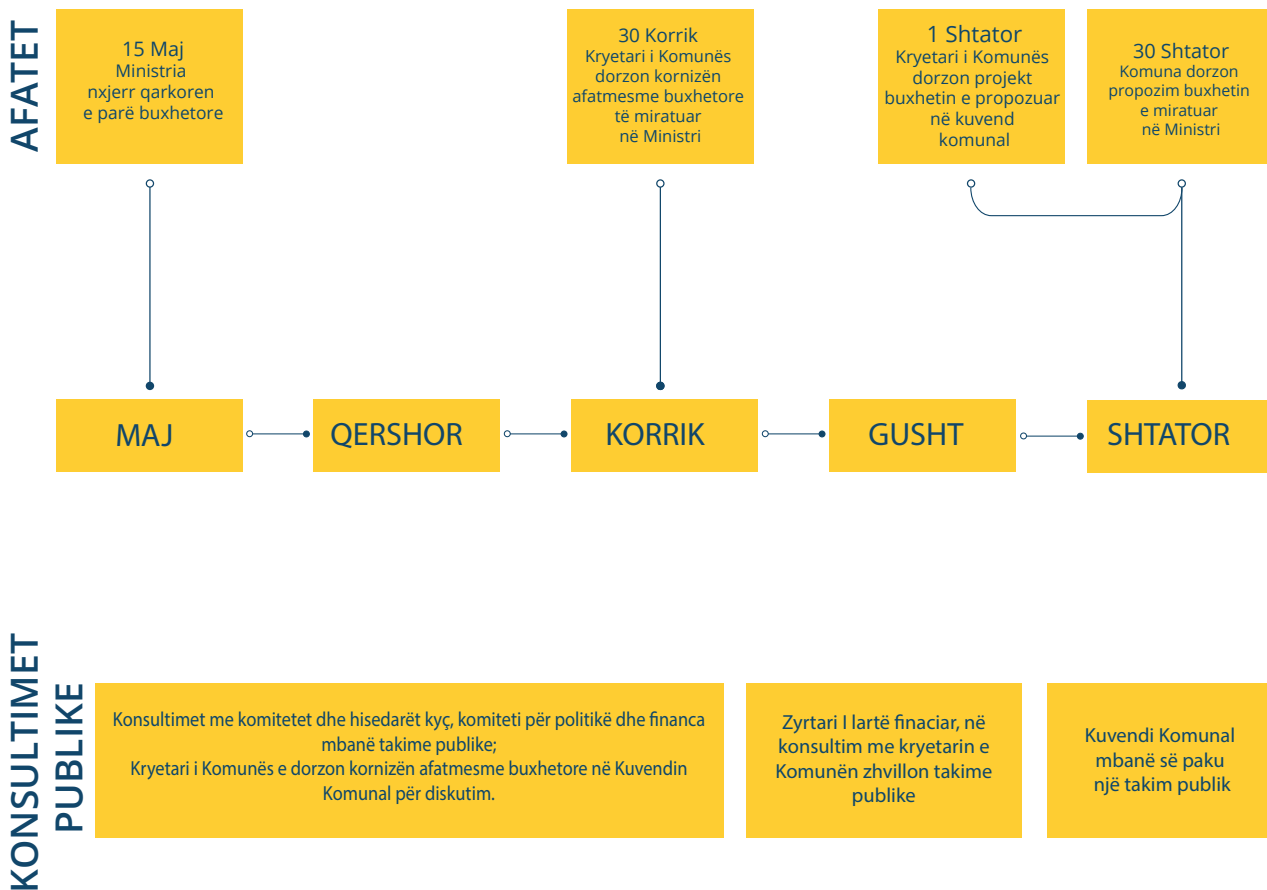 AFATET
15 Maj
Ministria
nxjerr qarkoren
e parë buxhetore
30 Korrik
Kryetari i Komunës
dorzon kornizën
afatmesme buxhetore
të miratuar
në Ministri
1 Shtator
Kryetari i Komunës
dorzon projekt
buxhetin e propozuar
në kuvend
komunal
30 Shtator
Komuna dorzon
propozim buxhetin
e miratuar
në Ministri
MAJ
QERSHOR
KORRIK
GUSHT
SHTATOR
KONSULTIMET
PUBLIKE
Konsultimet me komitetet dhe hisedarët kyç, komiteti për politikë dhe financa
mbanë takime publike;
Kryetari i Komunës e dorzon kornizën afatmesme buxhetore në Kuvendin
Komunal për diskutim.
Zyrtari I lartë finaciar, në
konsultim me kryetarin e
Komunën zhvillon takime
publike
Kuvendi Komunal
mbanë së paku
një takim publik